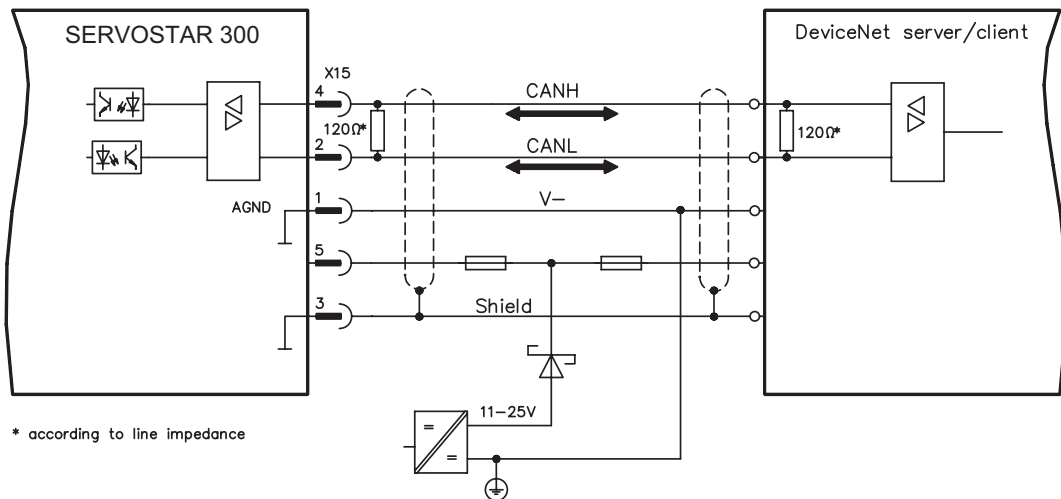 SERVOSTAR 300
DeviceNet server/client
X15
4
CANH
120Ω*
120Ω*
2
CANL
1
AGND
V-
5
3
Shield
11-25V
* according to line impedance